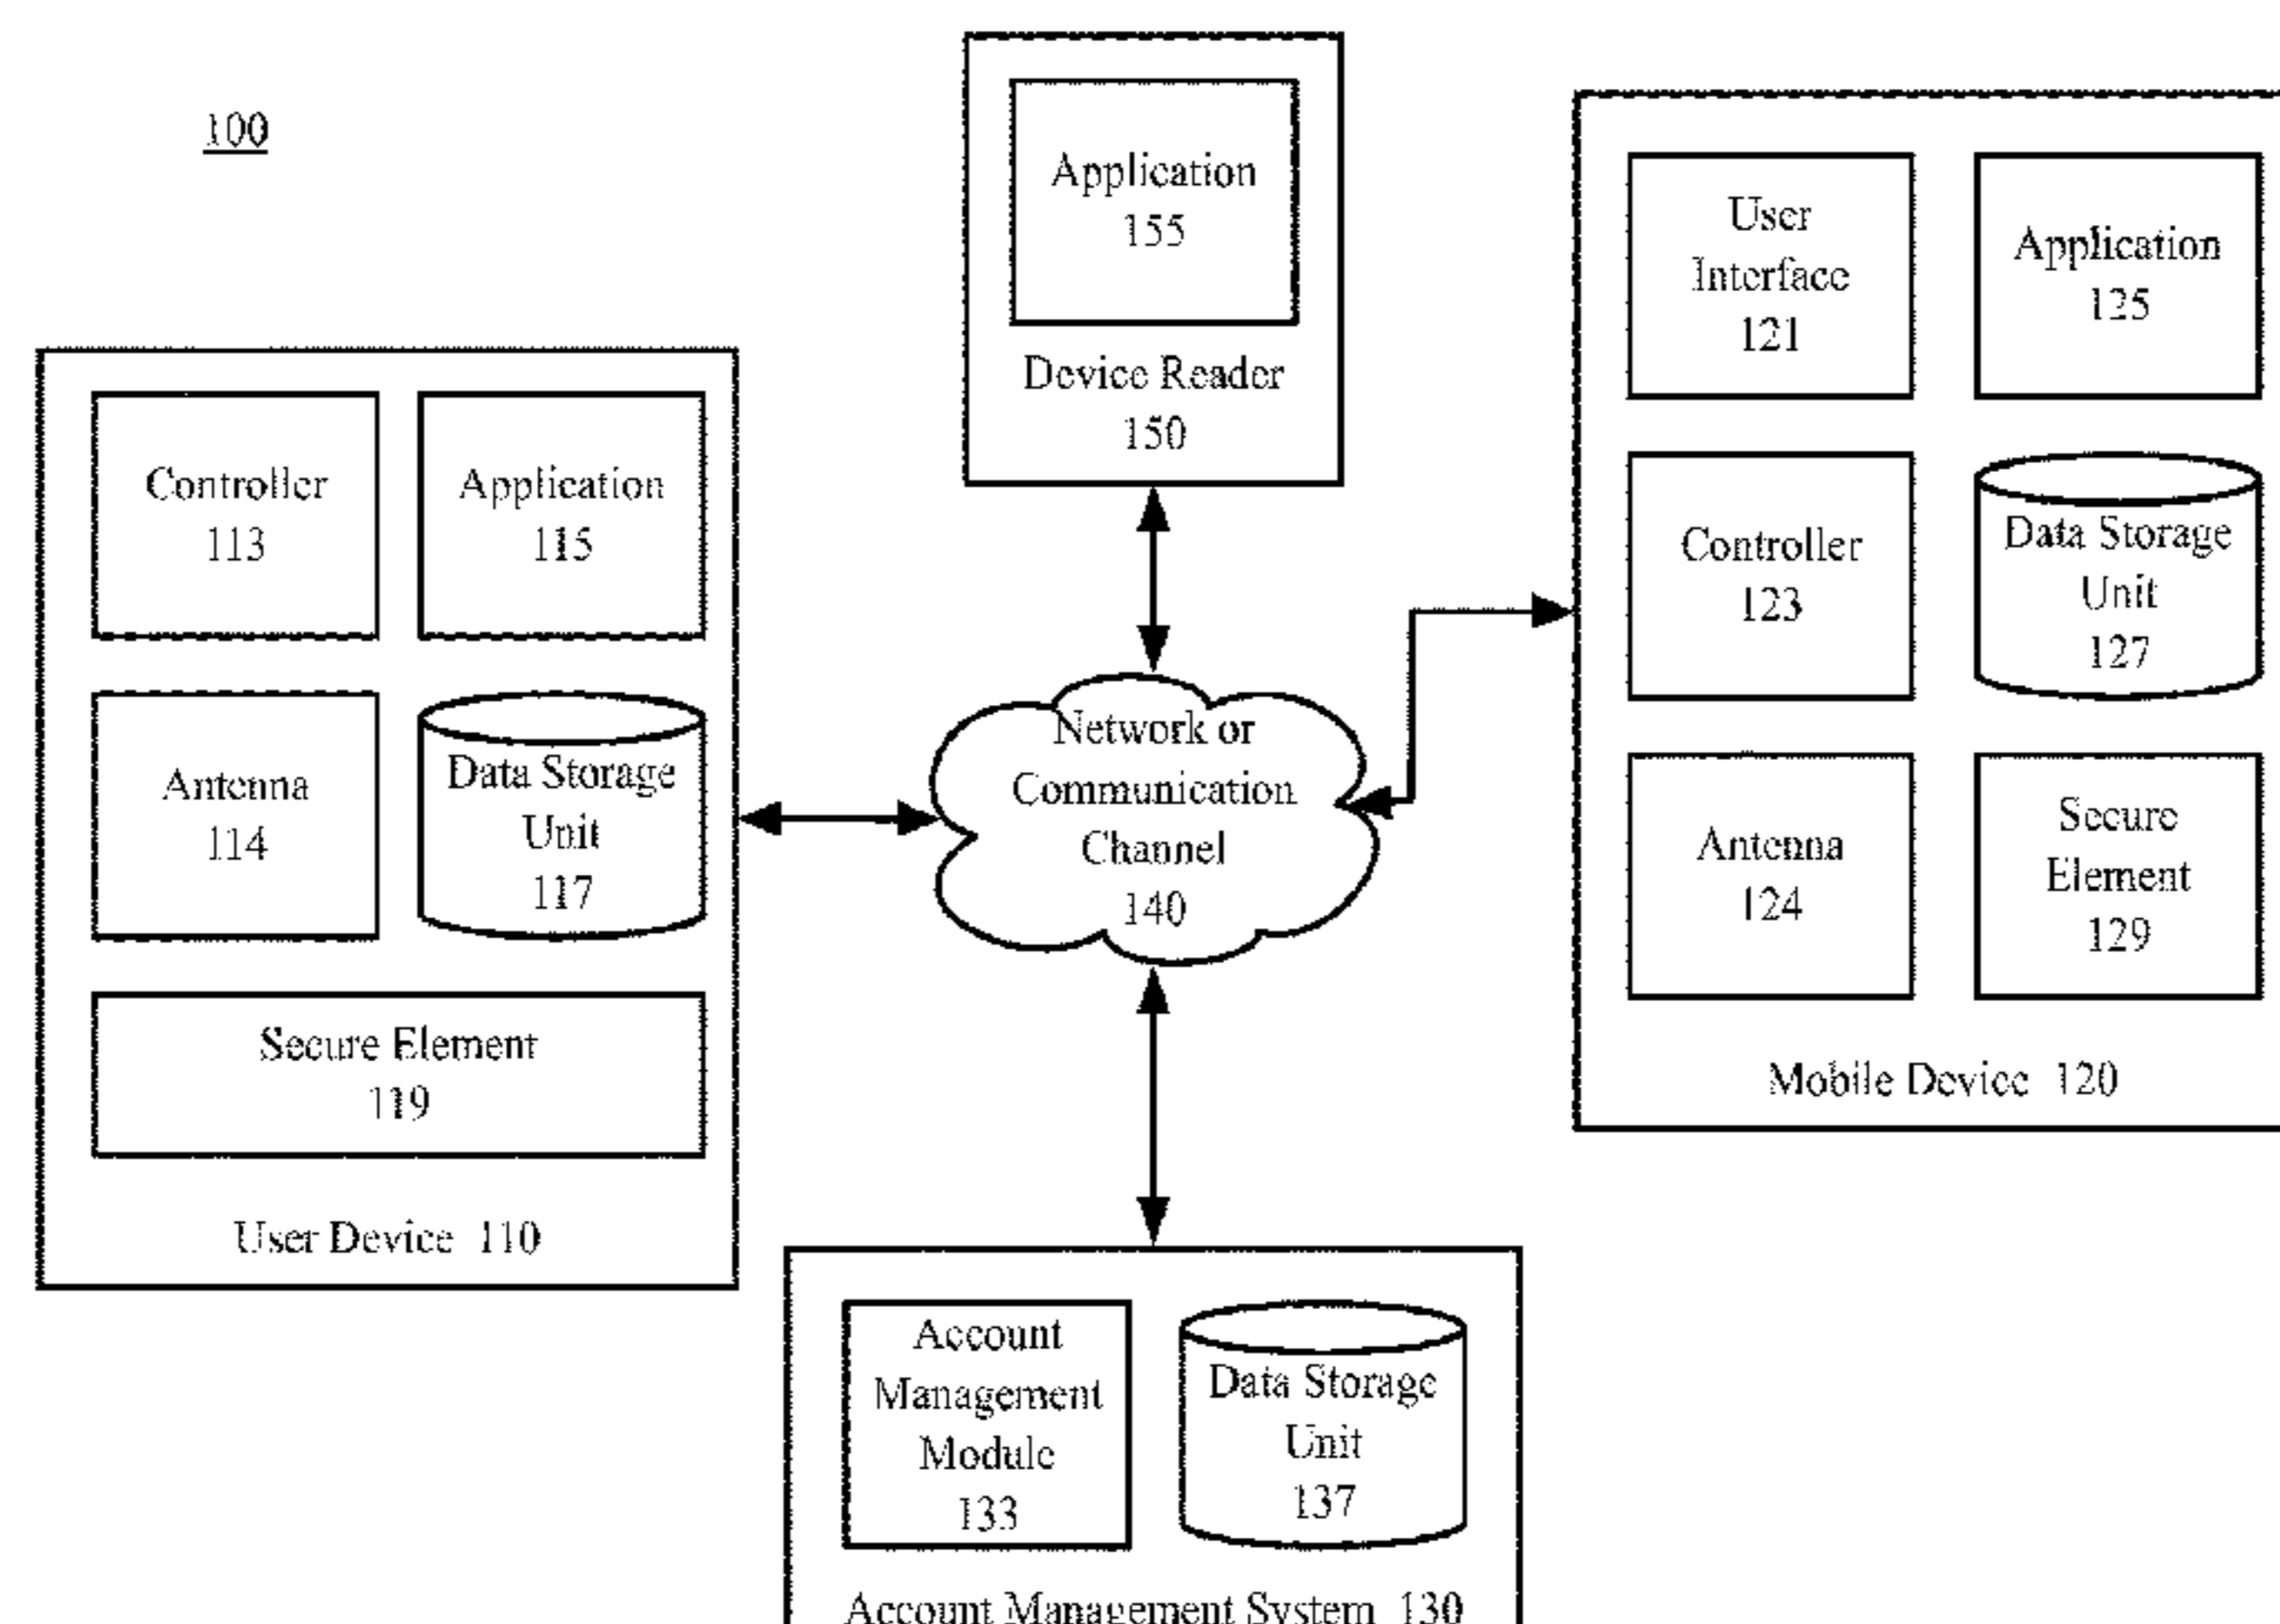 100
Application
155
Device Reader
150
User
Interface
121
Application
125
Controller
123
Data Storage
Unit
127
Antenna
124
Secure
Element
129
Mobile Device 120
Controller
113
Application
115
Antenna
114
Data Storage
Unit
117
Secure Element
119
User Device 110
Network or
Communication
Channel
140
Account
Management
Module
133
Data Storage
Unit
137
Account Management System 130